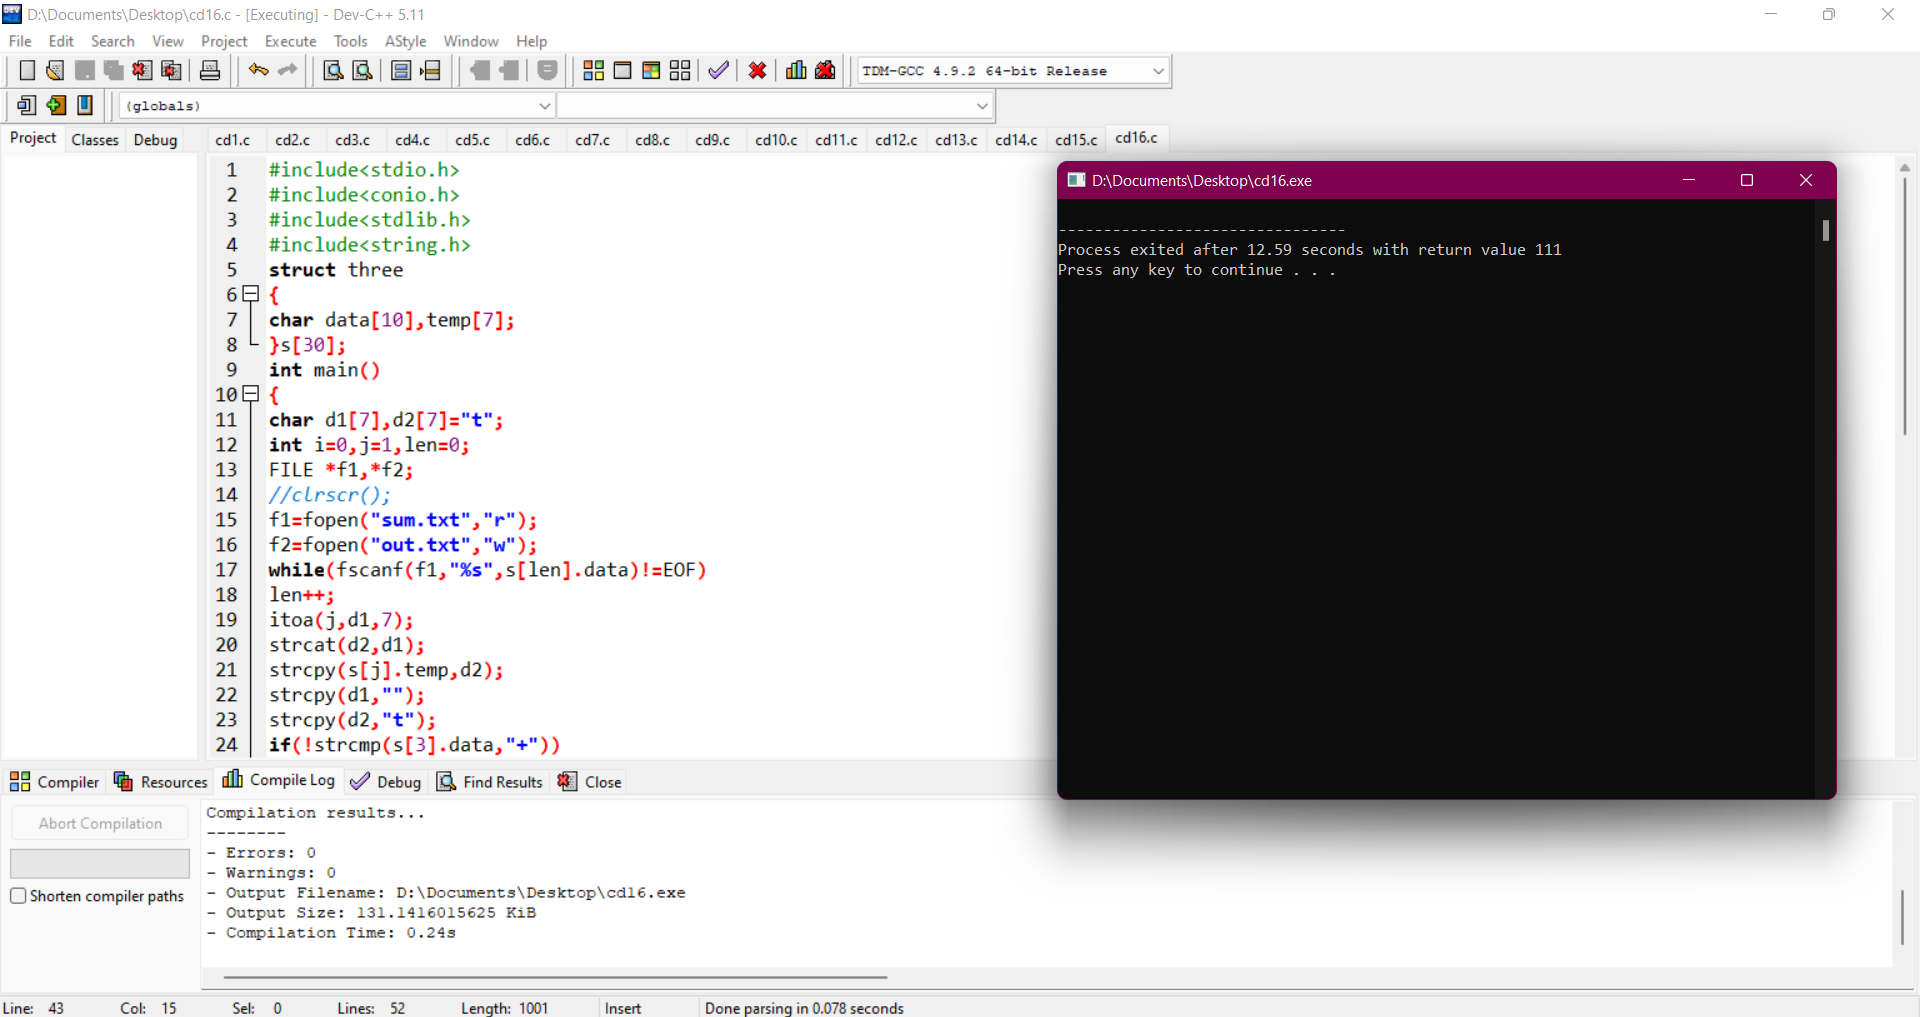 D:\Documents\Desktop\cd16.c - [Executing] - Dev-C++ 5.11
File Edit Search View Project Execute Tools AStyle Window Help
TDM-GCC 4.9.2 64-bit Release
(globals)
Project Classes Debug
cd1.c cd2.c cd3.c cd4.c cd5.c cd6.c cd7.c cd8.c cd9.c cd10.c cd11.c cd12.c cd13.c cd14.c cd15.c cd16.c
1 #include<stdio.h>
2 #include<conio.h>
3 #include<stdlib.h>
4 #include<string.h>
5 struct three
6 {
7 char data[10],temp[7];
8 }s[30];
9 int main()
10 {
11 char d1[7],d2[7]="t";
12 int i=0,j=1,len=0;
13 FILE *f1,*f2;
14 //clrscr();
15 f1=fopen("sum.txt","r");
16 f2=fopen("out.txt","w");
17 while(fscanf(f1,"%s",s[len].data)!=EOF)
18 len++;
19 itoa(j,d1,7);
20 strcat(d2,d1);
21 strcpy(s[j].temp,d2);
22 strcpy(d1,"");
23 strcpy(d2,"t");
24 if(!strcmp(s[3].data,"+"))
D:\Documents\Desktop\cd16.exe
--------------------------------
Process exited after 12.59 seconds with return value 111
Press any key to continue . . .
Compiler Resources Compile Log Debug Find Results Close
Abort Compilation
Shorten compiler paths
Compilation results...
--------
- Errors: 0
- Warnings: 0
- Output Filename: D:\Documents\Desktop\cd16.exe
- Output Size: 131.1416015625 KiB
- Compilation Time: 0.24s
Line: 43 Col: 15 Sel: 0 Lines: 52 Length: 1001 Insert Done parsing in 0.078 seconds